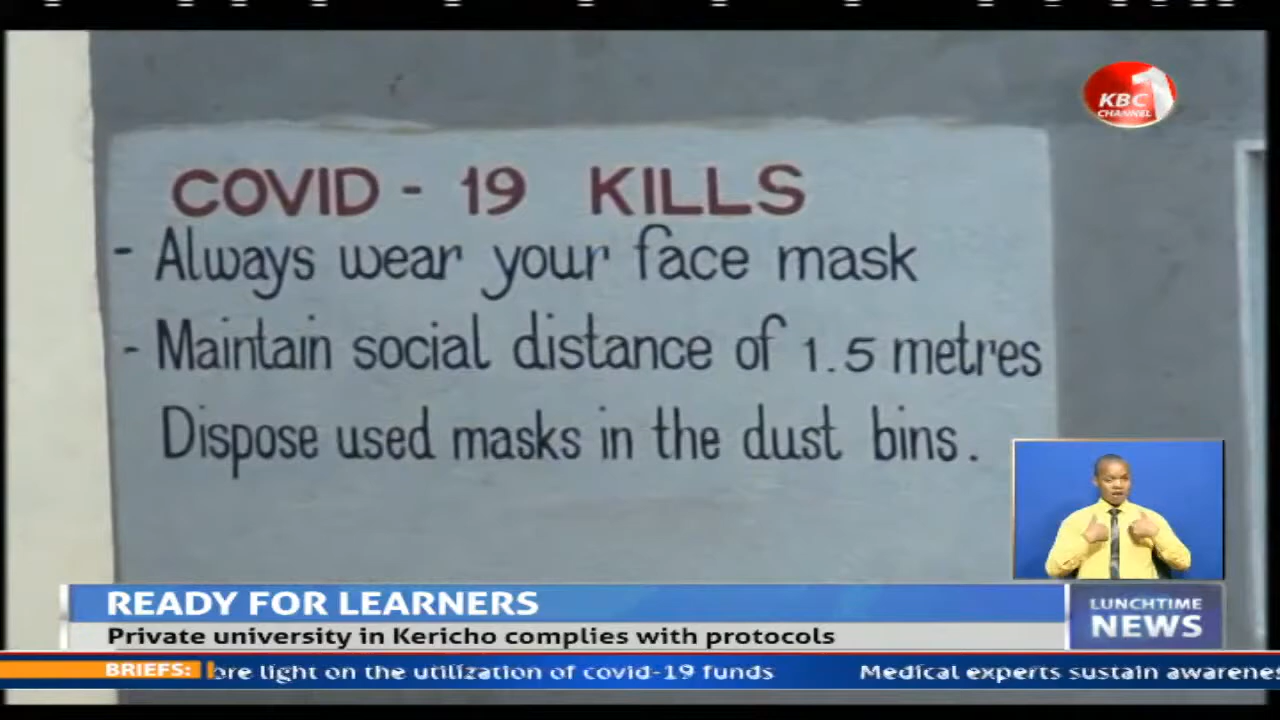 KBC
CHANNEL 1
COVID - 19 KILLS
- Always wear your face mask
- Maintain social distance of 1.5 metres
Dispose used masks in the dust bins.
READY FOR LEARNERS
Private university in Kericho complies with protocols
LUNCHTIME
NEWS
BRIEFS: light on the utilization of covid-19 funds Medical experts sustain